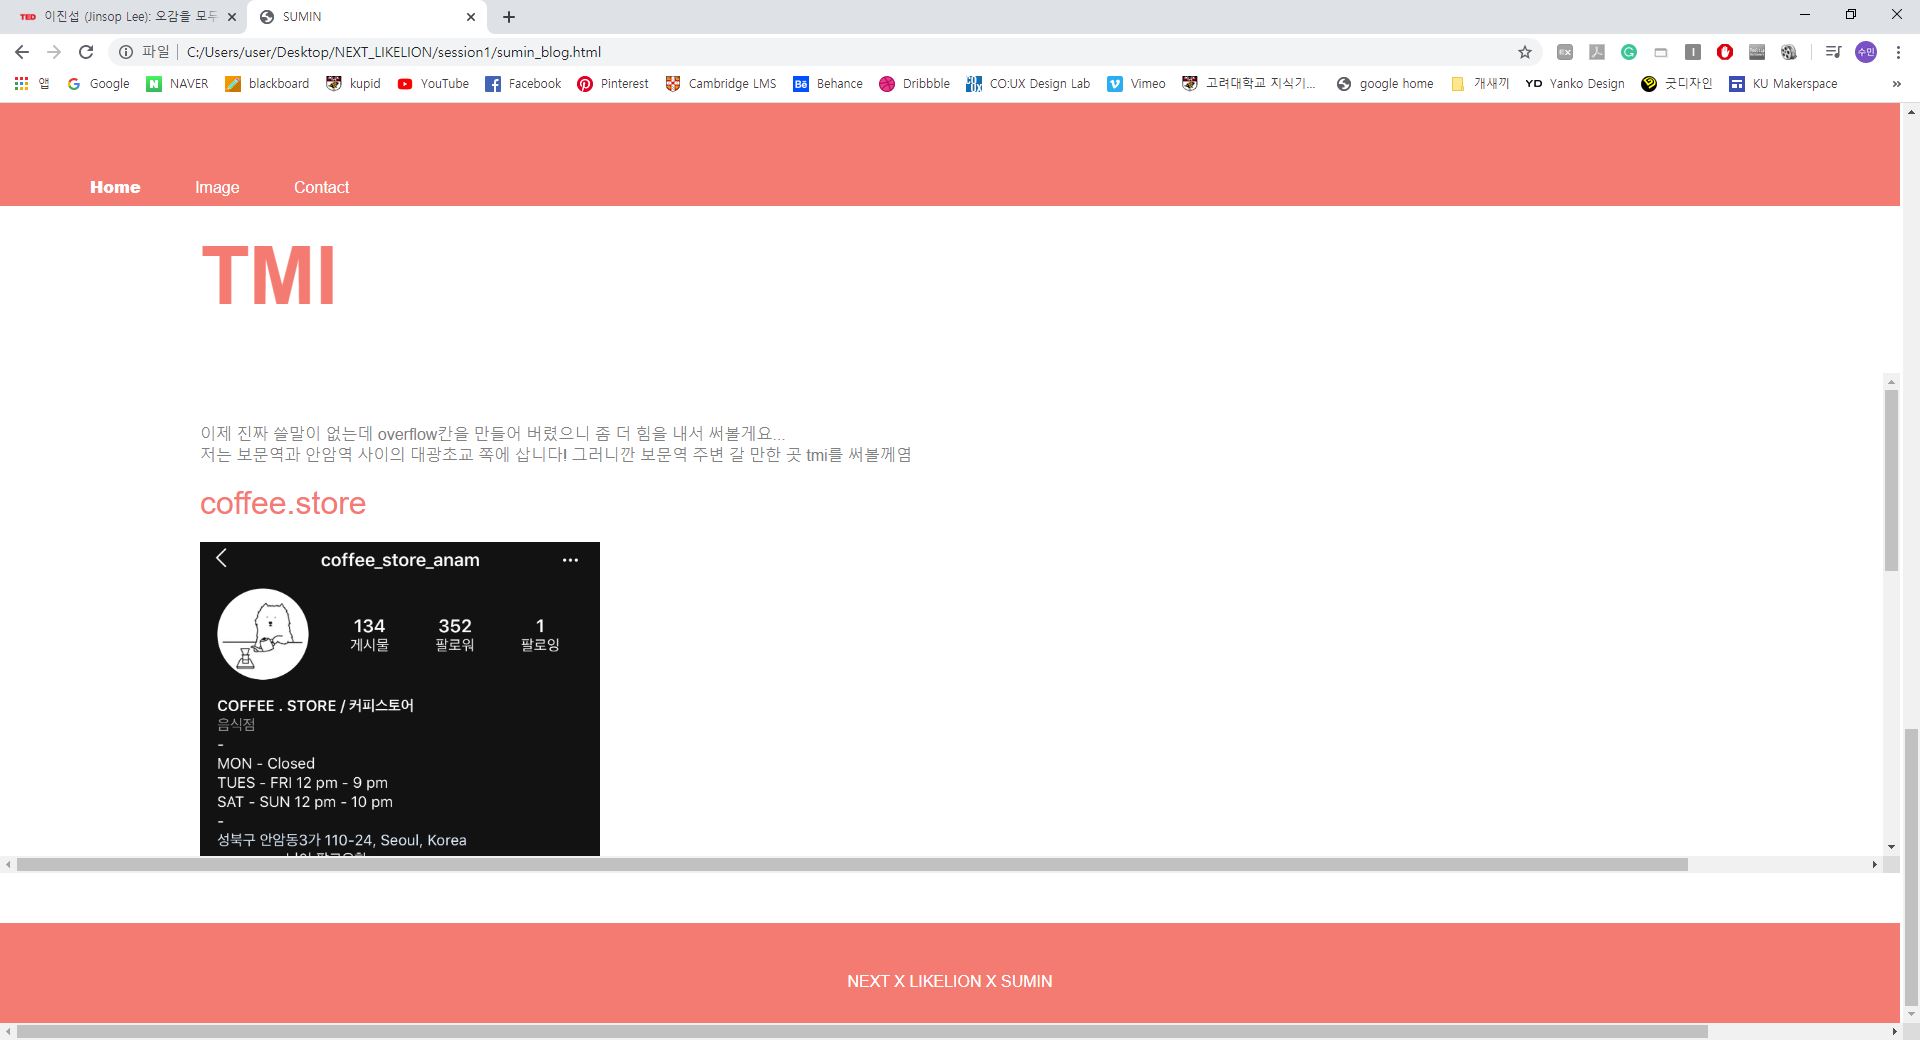 이진섭 (Jinsop Lee): 오감을 모두
SUMIN
파일 C:/Users/user/Desktop/NEXT_LIKELION/session1/sumin_blog.html
수민
앱 Google NAVER blackboard kupid YouTube Facebook Pinterest Cambridge LMS Behance Dribbble CO:UX Design Lab Vimeo 고려대학교 지식기... google home 개새끼 YD Yanko Design 굿디자인 KU Makerspace »
Home Image Contact
TMI
이제 진짜 쓸말이 없는데 overflow칸을 만들어 버렸으니 좀 더 힘을 내서 써볼게요...
저는 보문역과 안암역 사이의 대광초교 쪽에 삽니다! 그러니깐 보문역 주변 갈 만한 곳 tmi를 써볼께염
coffee.store
coffee_store_anam
134 352 1
게시물 팔로워 팔로잉
COFFEE . STORE / 커피스토어
음식점
-
MON - Closed
TUES - FRI 12 pm - 9 pm
SAT - SUN 12 pm - 10 pm
-
성북구 안암동3가 110-24, Seoul, Korea
NEXT X LIKELION X SUMIN